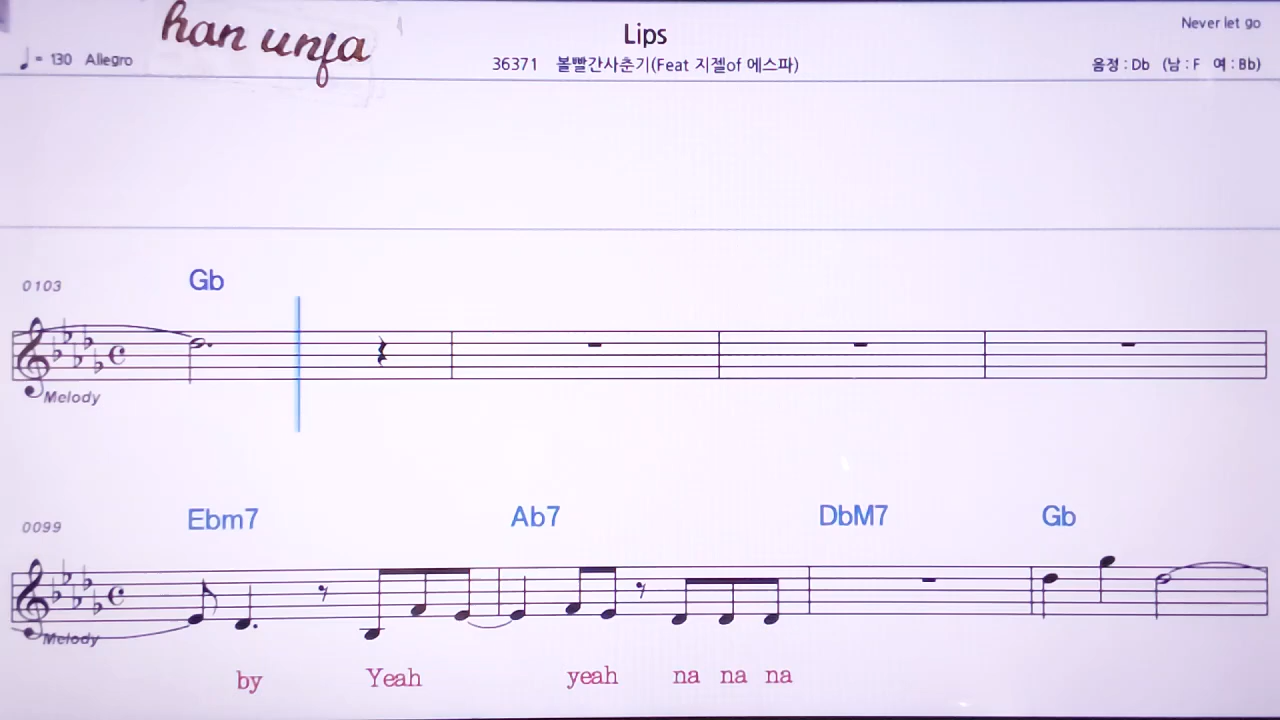 han unja
Lips
Never let go
♩= 130 Allegro
36371 볼빨간사춘기(Feat 지젤of 에스파)
음정 : Db (남 : F 여 : Bb)
0103
Gb
Melody
0099
Ebm7 Ab7 DbM7 Gb
Melody
by Yeah yeah na na na